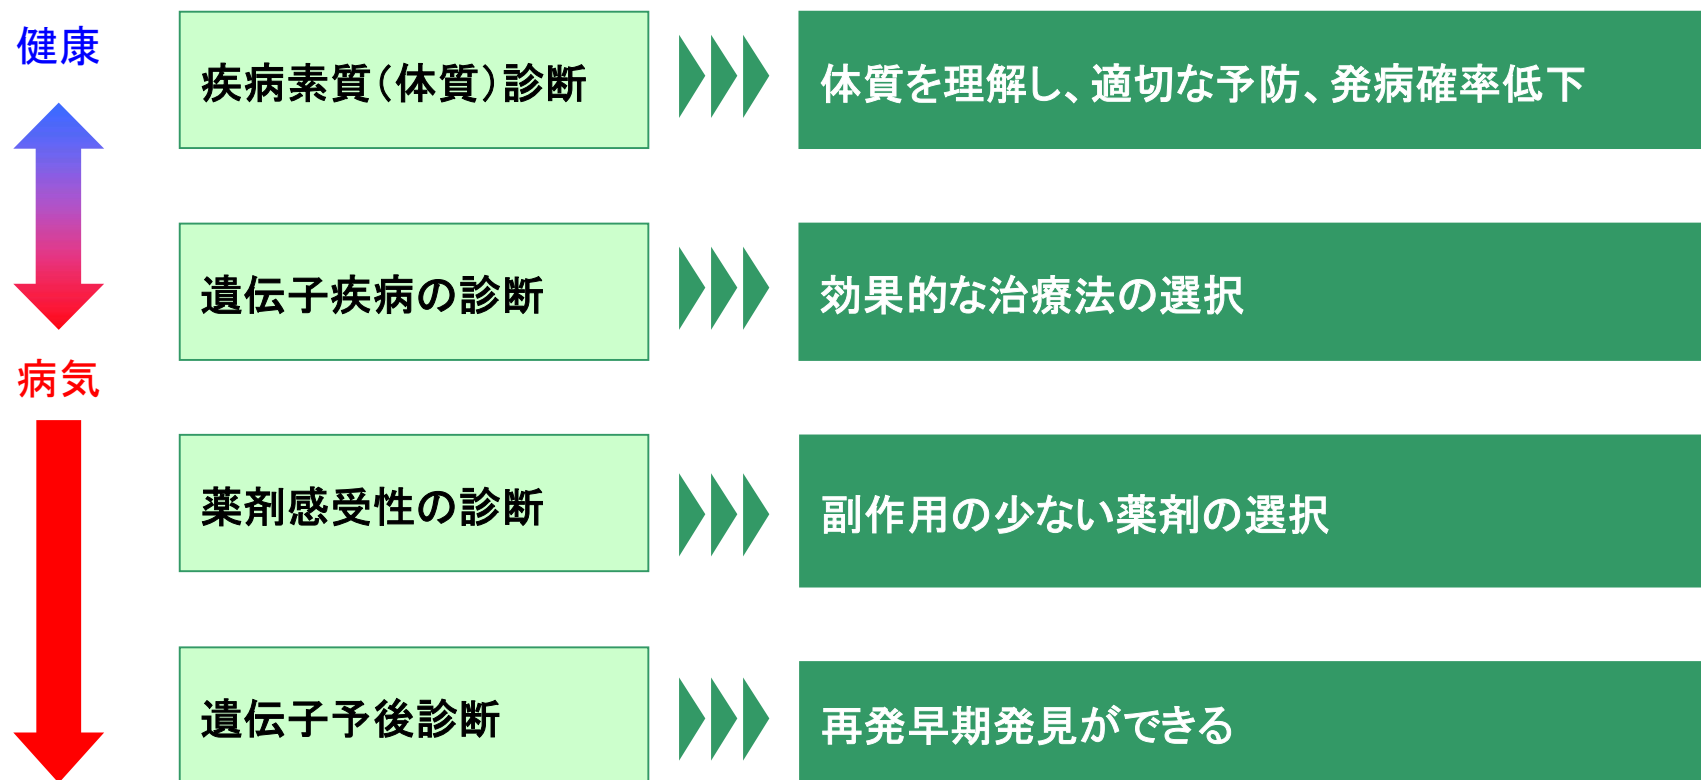 健康
疾病素質（体質）診断
体質を理解し、適切な予防、発病確率低下
遺伝子疾病の診断
効果的な治療法の選択
病気
薬剤感受性の診断
副作用の少ない薬剤の選択
遺伝子予後診断
再発早期発見ができる